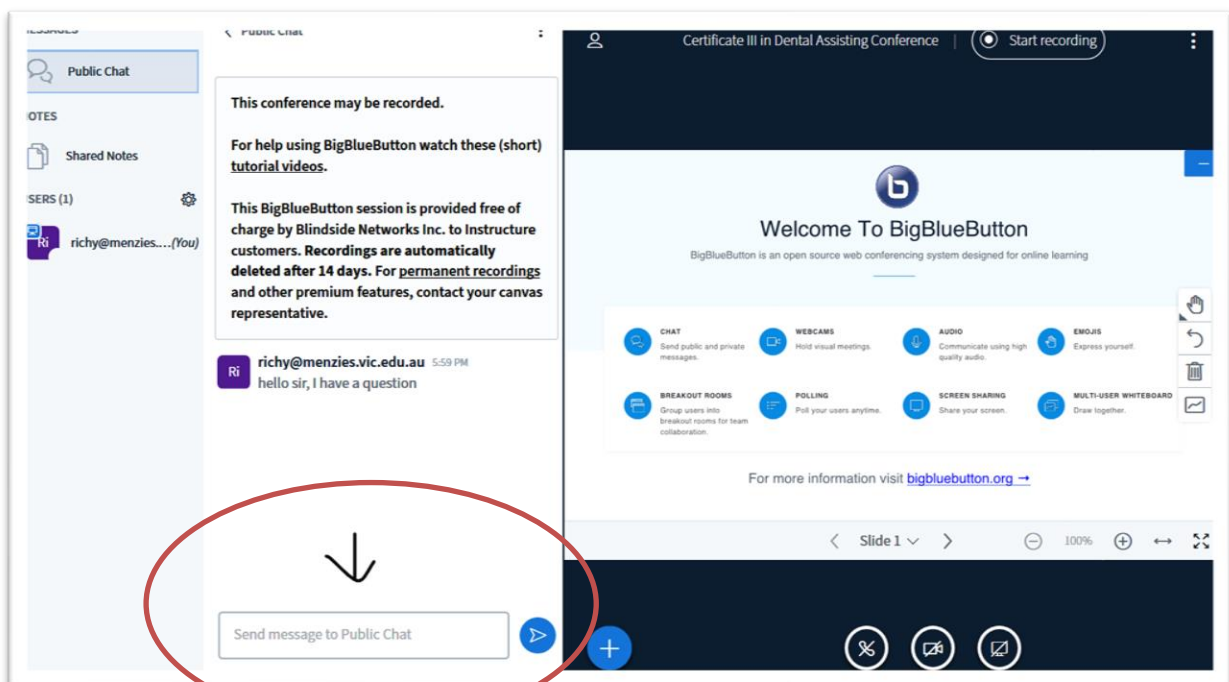 Public Chat
NOTES
Shared Notes
USERS (1)
richy@menzies....(You)
Public Chat
This conference may be recorded.
For help using BigBlueButton watch these (short)
tutorial videos.
This BigBlueButton session is provided free of
charge by Blindside Networks Inc. to Instructure
customers. Recordings are automatically
deleted after 14 days. For permanent recordings
and other premium features, contact your canvas
representative.
Ri richy@menzies.vic.edu.au 5:59 PM
hello sir, I have a question
Send message to Public Chat
Certificate III in Dental Assisting Conference | Start recording
b
Welcome To BigBlueButton
BigBlueButton is an open source web conferencing system designed for online learning
CHAT
Send public and private
messages.
WEBCAMS
Hold visual meetings.
AUDIO
Communicate using high
quality audio.
EMOJIS
Express yourself.
BREAKOUT ROOMS
Group users into
breakout rooms for team
collaboration.
POLLING
Poll your users anytime.
SCREEN SHARING
Share your screen.
MULTI-USER WHITEBOARD
Draw together.
For more information visit bigbluebutton.org →
Slide 1
100%